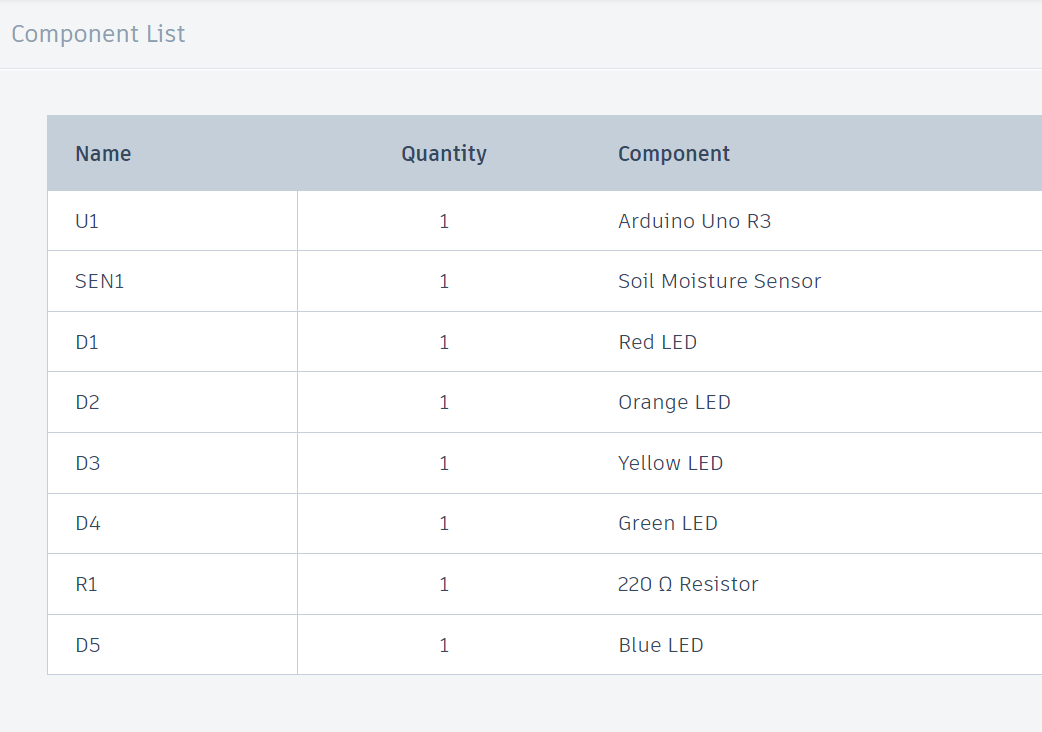 Component List
Name Quantity Component
U1 1 Arduino Uno R3
SEN1 1 Soil Moisture Sensor
D1 1 Red LED
D2 1 Orange LED
D3 1 Yellow LED
D4 1 Green LED
R1 1 220 Ω Resistor
D5 1 Blue LED